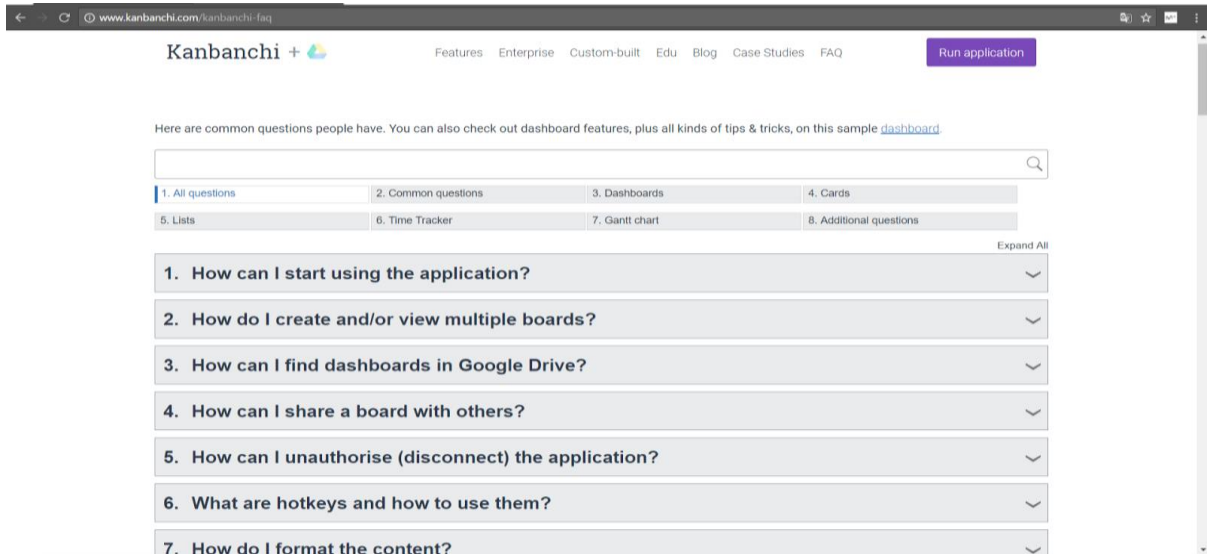 www.kanbanchi.com/kanbanchi-faq
Kanbanchi +
Features Enterprise Custom-built Edu Blog Case Studies FAQ Run application
Here are common questions people have. You can also check out dashboard features, plus all kinds of tips & tricks, on this sample dashboard.
1. All questions 2. Common questions 3. Dashboards 4. Cards
5. Lists 6. Time Tracker 7. Gantt chart 8. Additional questions
Expand All
1. How can I start using the application?
2. How do I create and/or view multiple boards?
3. How can I find dashboards in Google Drive?
4. How can I share a board with others?
5. How can I unauthorise (disconnect) the application?
6. What are hotkeys and how to use them?
7. How do I format the content?